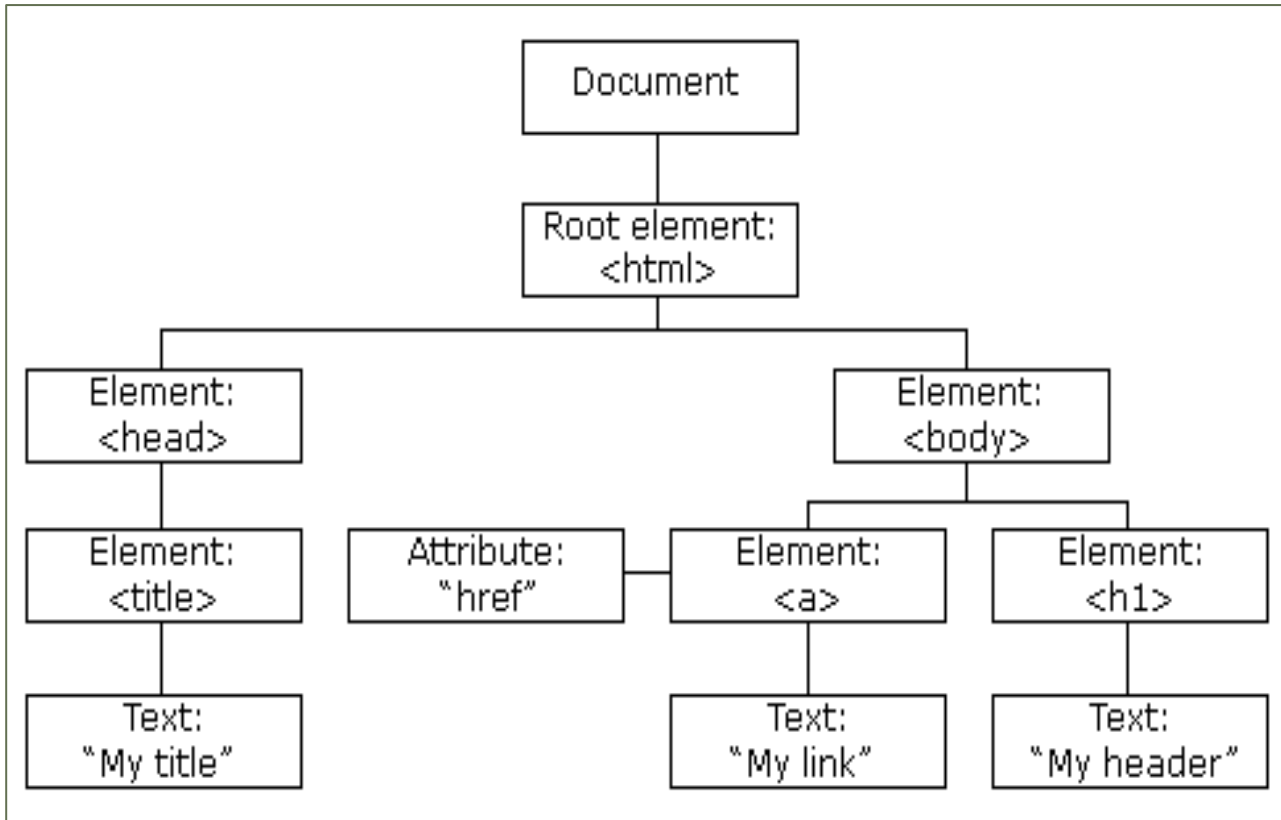 Document
Root element:
<html>
Element:
<head>
Element:
<body>
Element:
<title>
Attribute:
“href”
Element:
<a>
Element:
<h1>
Text:
“My title”
Text:
“My link”
Text:
“My header”